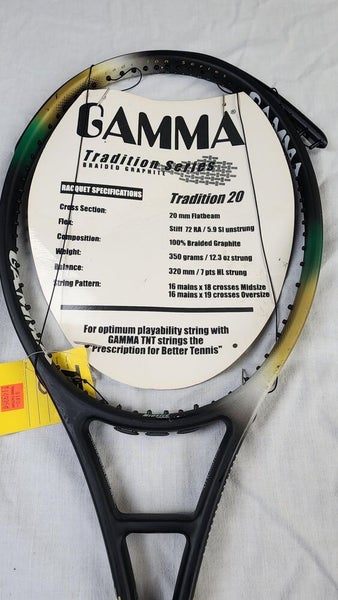 GAMMA
Tradition Series
BRAIDED GRAPHITE
RACQUET SPECIFICATIONS
Tradition 20
Cross Section: 20 mm Flatbeam
Flex: Stiff 72 RA / 5.9 SI unstrung
Composition: 100% Braided Graphite
Weight: 350 grams / 12.3 oz strung
Balance: 320 mm / 7 pts HL strung
String Pattern: 16 mains x 18 crosses Midsize
16 mains x 19 crosses Oversize
For optimum playability string with
GAMMA TNT strings the
"Prescription for Better Tennis"
GAMMA
GAMMA